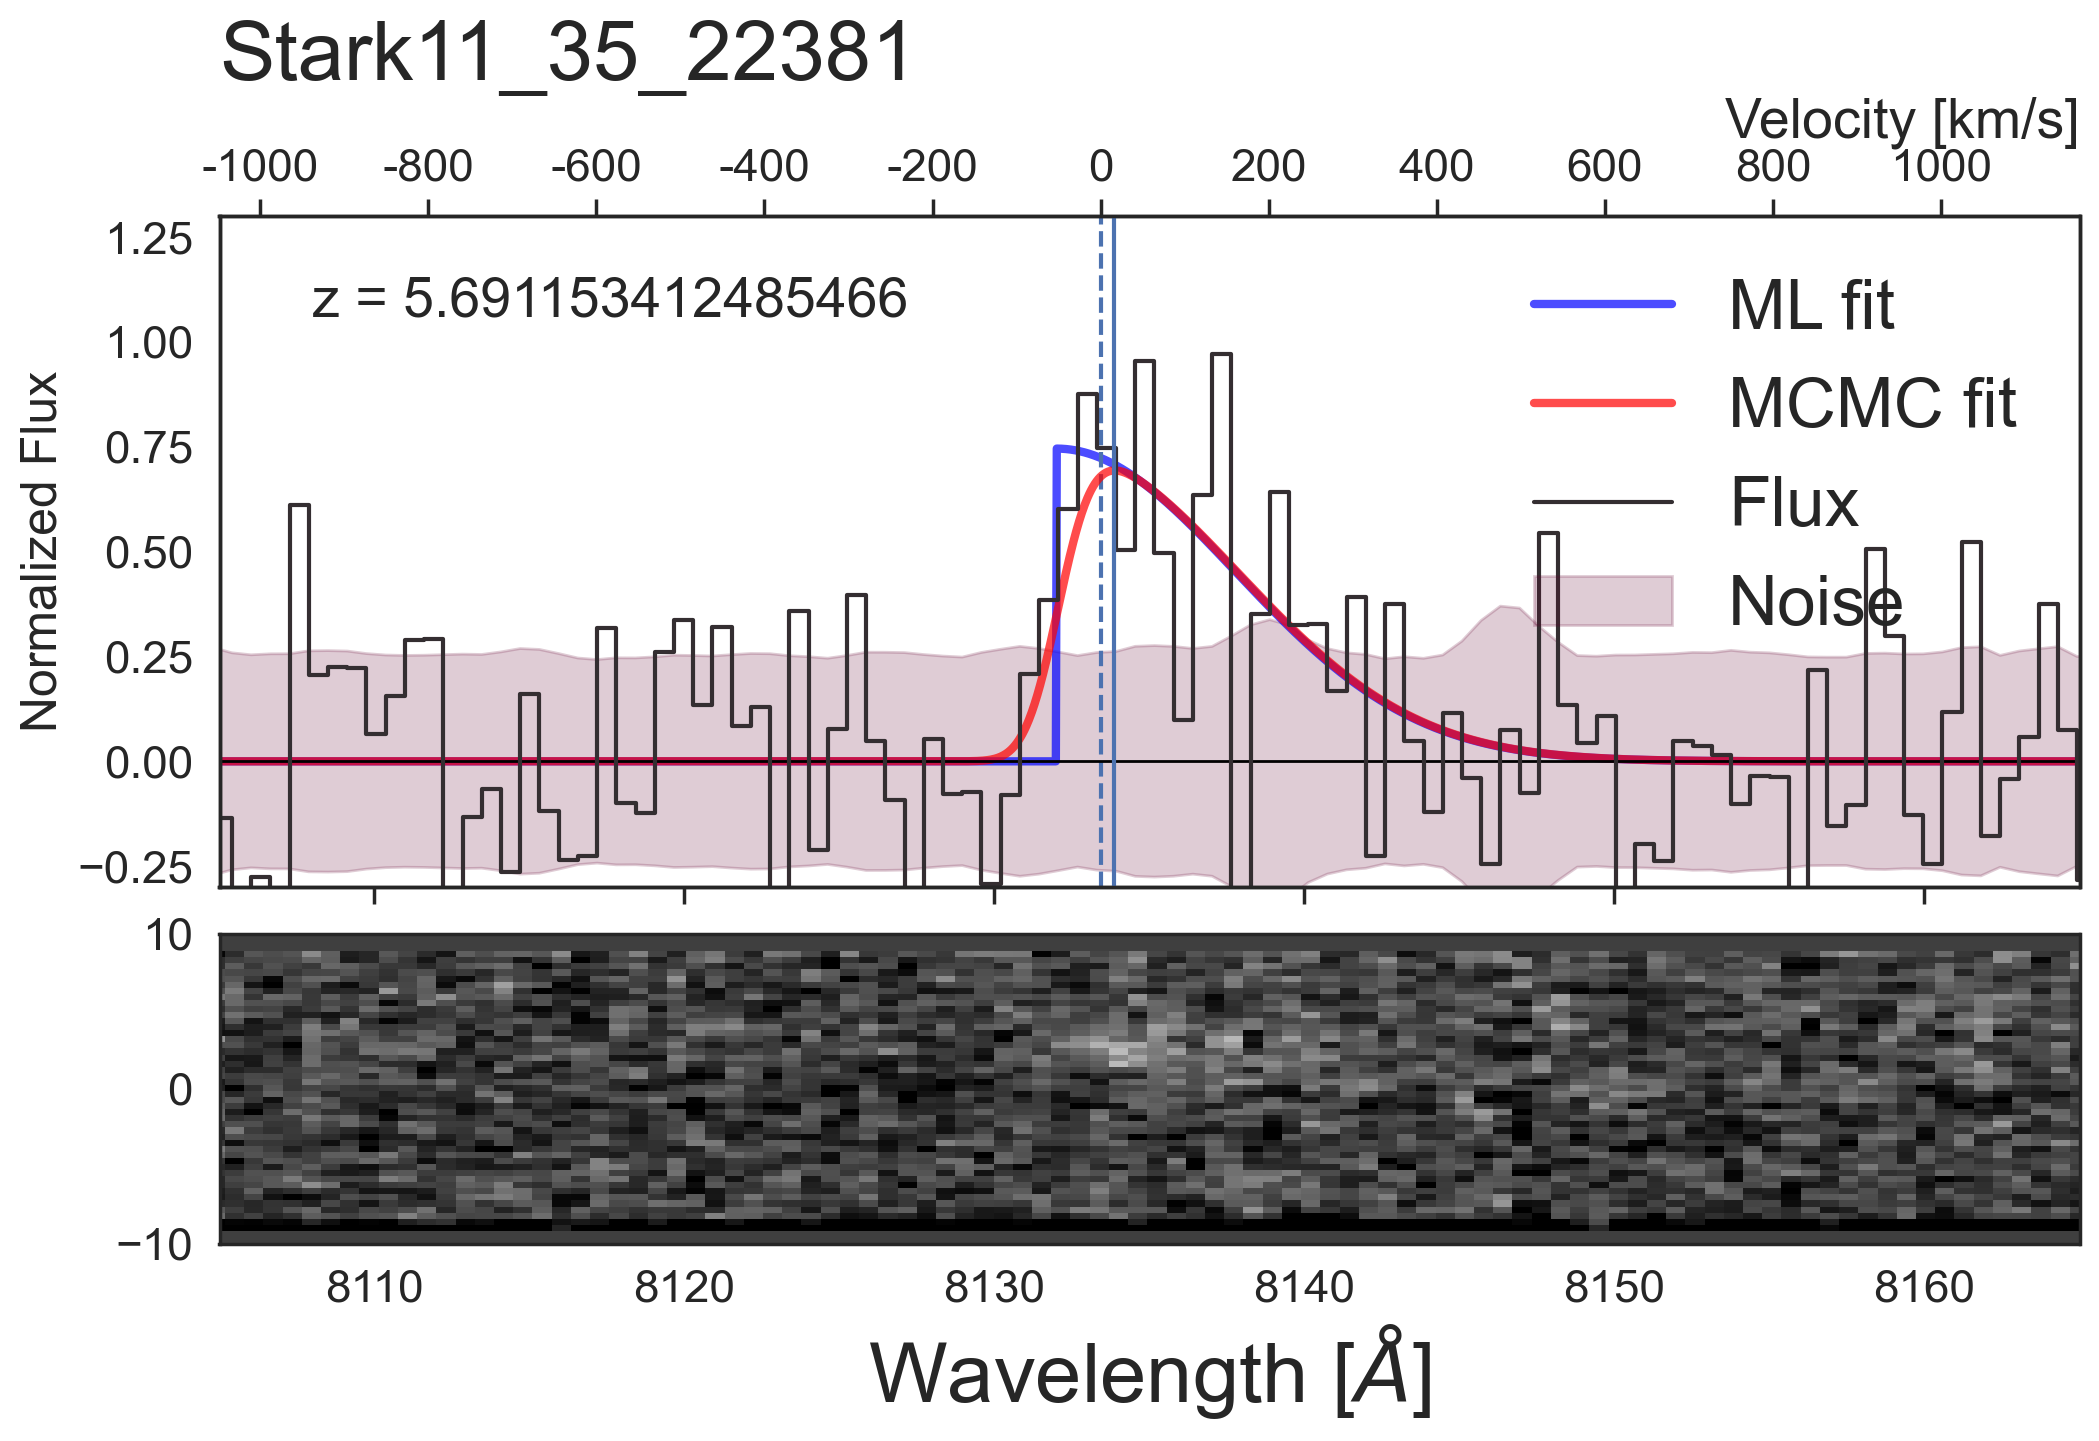 Stark11_35_22381
Velocity [km/s]
-1000 -800 -600 -400 -200 0 200 400 600 800 1000
1.25
1.00
0.75
0.50
0.25
0.00
−0.25
Normalized Flux
z = 5.691153412485466
ML fit
MCMC fit
Flux
Noise
10
0
−10
8110 8120 8130 8140 8150 8160
Wavelength [Å]